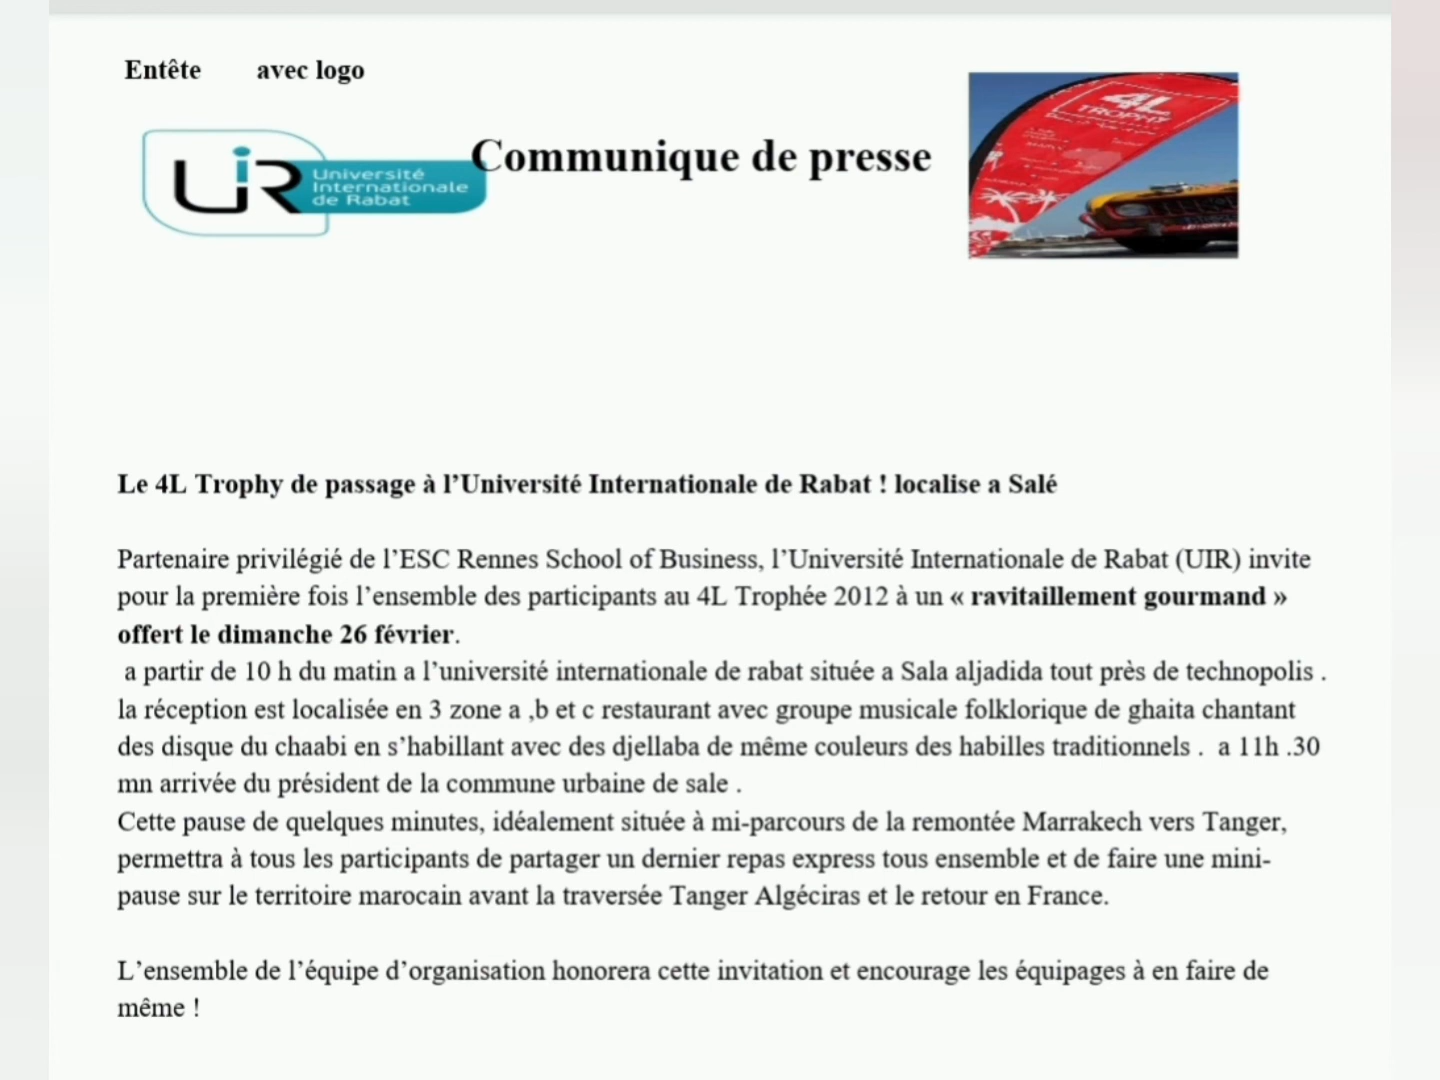 Entête avec logo
UIR Université
Internationale
de Rabat
Communique de presse
4L
TROPHY
Le 4L Trophy de passage à l’Université Internationale de Rabat ! localise a Salé
Partenaire privilégié de l’ESC Rennes School of Business, l’Université Internationale de Rabat (UIR) invite
pour la première fois l’ensemble des participants au 4L Trophée 2012 à un « ravitaillement gourmand »
offert le dimanche 26 février.
a partir de 10 h du matin a l’université internationale de rabat située a Sala aljadida tout près de technopolis .
la réception est localisée en 3 zone a ,b et c restaurant avec groupe musicale folklorique de ghaita chantant
des disque du chaabi en s’habillant avec des djellaba de même couleurs des habilles traditionnels . a 11h .30
mn arrivée du président de la commune urbaine de sale .
Cette pause de quelques minutes, idéalement située à mi-parcours de la remontée Marrakech vers Tanger,
permettra à tous les participants de partager un dernier repas express tous ensemble et de faire une mini-
pause sur le territoire marocain avant la traversée Tanger Algéciras et le retour en France.
L’ensemble de l’équipe d’organisation honorera cette invitation et encourage les équipages à en faire de
même !